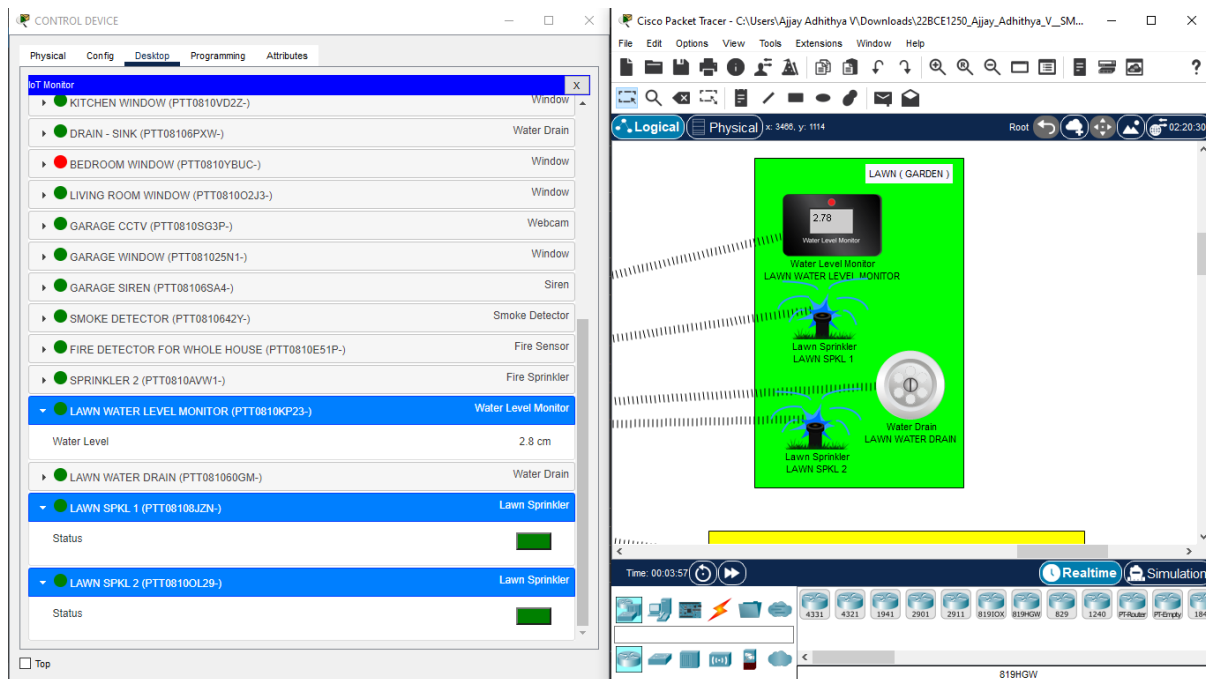 CONTROL DEVICE
Physical Config Desktop Programming Attributes
IoT Monitor X
KITCHEN WINDOW (PTT0810VD2Z-) Window
DRAIN - SINK (PTT08106PXW-) Water Drain
BEDROOM WINDOW (PTT0810YBUC-) Window
LIVING ROOM WINDOW (PTT0810O2J3-) Window
GARAGE CCTV (PTT0810SG3P-) Webcam
GARAGE WINDOW (PTT081025N1-) Window
GARAGE SIREN (PTT08106SA4-) Siren
SMOKE DETECTOR (PTT0810642Y-) Smoke Detector
FIRE DETECTOR FOR WHOLE HOUSE (PTT0810E51P-) Fire Sensor
SPRINKLER 2 (PTT0810AVW1-) Fire Sprinkler
LAWN WATER LEVEL MONITOR (PTT0810KP23-) Water Level Monitor
Water Level 2.8 cm
LAWN WATER DRAIN (PTT081060GM-) Water Drain
LAWN SPKL 1 (PTT08108JZN-) Lawn Sprinkler
Status
LAWN SPKL 2 (PTT0810OL29-) Lawn Sprinkler
Status
Top
Cisco Packet Tracer - C:\Users\Ajjay Adhithya V\Downloads\22BCE1250_Ajjay_Adhithya_V__SM...
File Edit Options View Tools Extensions Window Help
?
Logical Physical x: 3466, y: 1114 Root 02:20:30
LAWN ( GARDEN )
2.78
Water Level Monitor
Water Level Monitor
LAWN WATER LEVEL MONITOR
Lawn Sprinkler
LAWN SPKL 1
Water Drain
LAWN WATER DRAIN
Lawn Sprinkler
LAWN SPKL 2
Time: 00:03:57 Realtime Simulation
4331 4321 1941 2901 2911 819IOX 819HGW 829 1240 PT-Router PT-Empty 184
819HGW